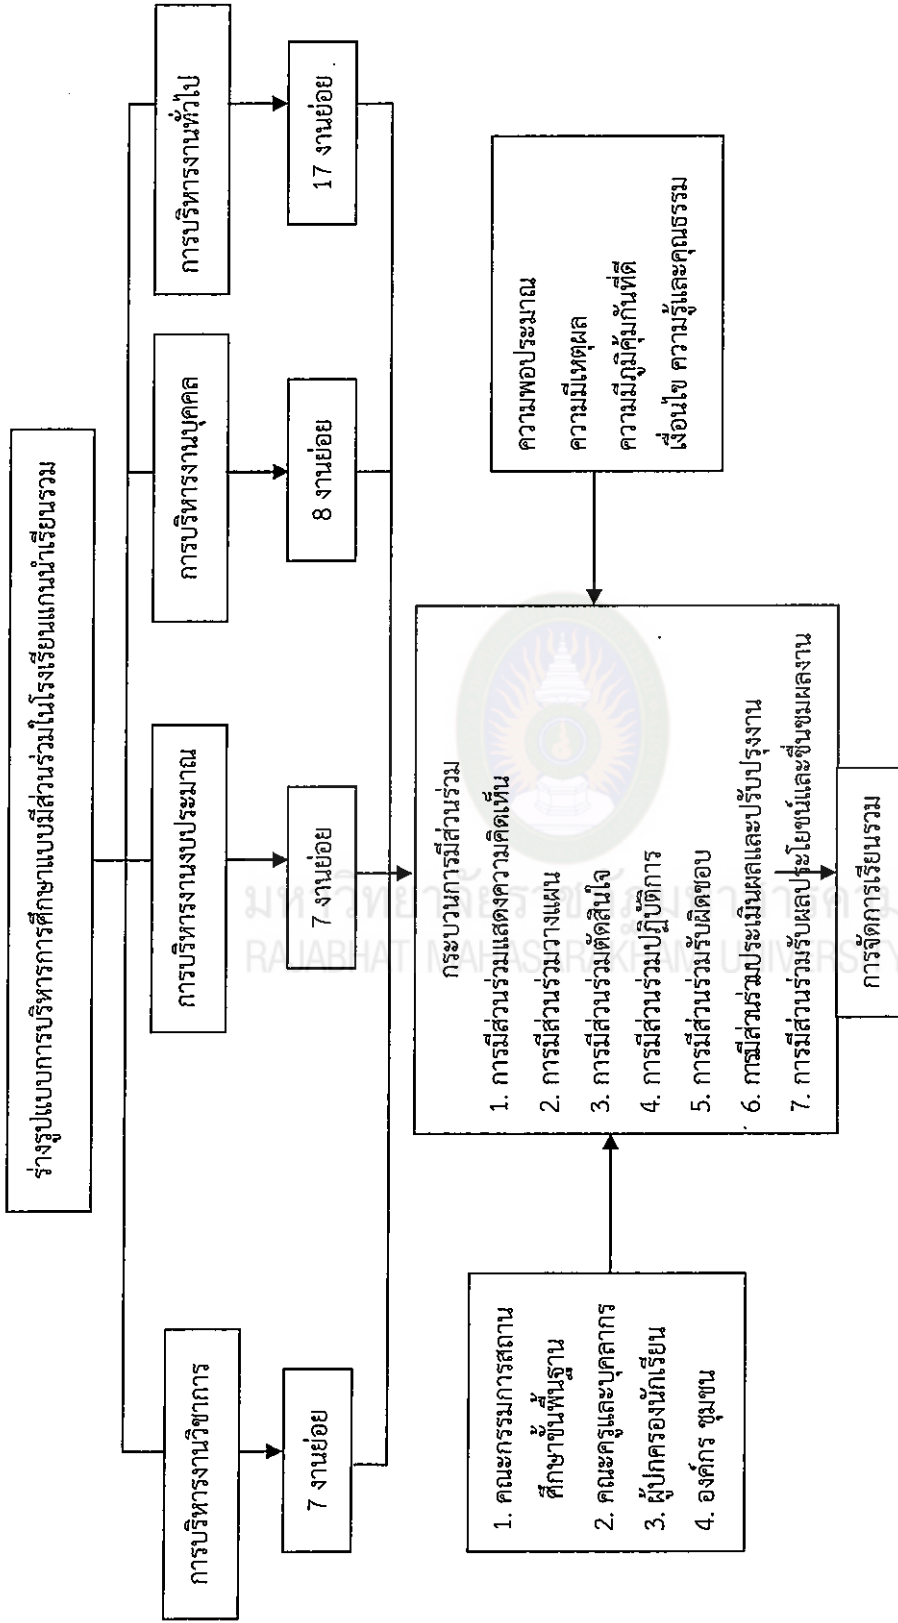 ร่างรูปแบบการบริหารการศึกษาแบบมีส่วนร่วมในโรงเรียนแกนนำเรียนรวม
การบริหารงานวิชาการ
การบริหารงานงบประมาณ
การบริหารงานบุคคล
การบริหารงานทั่วไป
7 งานย่อย
7 งานย่อย
8 งานย่อย
17 งานย่อย
1. คณะกรรมการสถาน
ศึกษาขั้นพื้นฐาน
2. คณะครูและบุคลากร
3. ผู้ปกครองนักเรียน
4. องค์กร ชุมชน
กระบวนการมีส่วนร่วม
1. การมีส่วนร่วมแสดงความคิดเห็น
2. การมีส่วนร่วมวางแผน
3. การมีส่วนร่วมตัดสินใจ
4. การมีส่วนร่วมปฏิบัติการ
5. การมีส่วนร่วมรับผิดชอบ
6. การมีส่วนร่วมประเมินผลและปรับปรุงงาน
7. การมีส่วนร่วมรับผลประโยชน์และชื่นชมผลงาน
ความพอประมาณ
ความมีเหตุผล
ความมีภูมิคุ้มกันที่ดี
เงื่อนไข ความรู้และคุณธรรม
การจัดการเรียนรวม
มหาวิทยาลัยราชภัฏมหาสารคาม
RAJABHAT MAHASARAKHAM UNIVERSITY